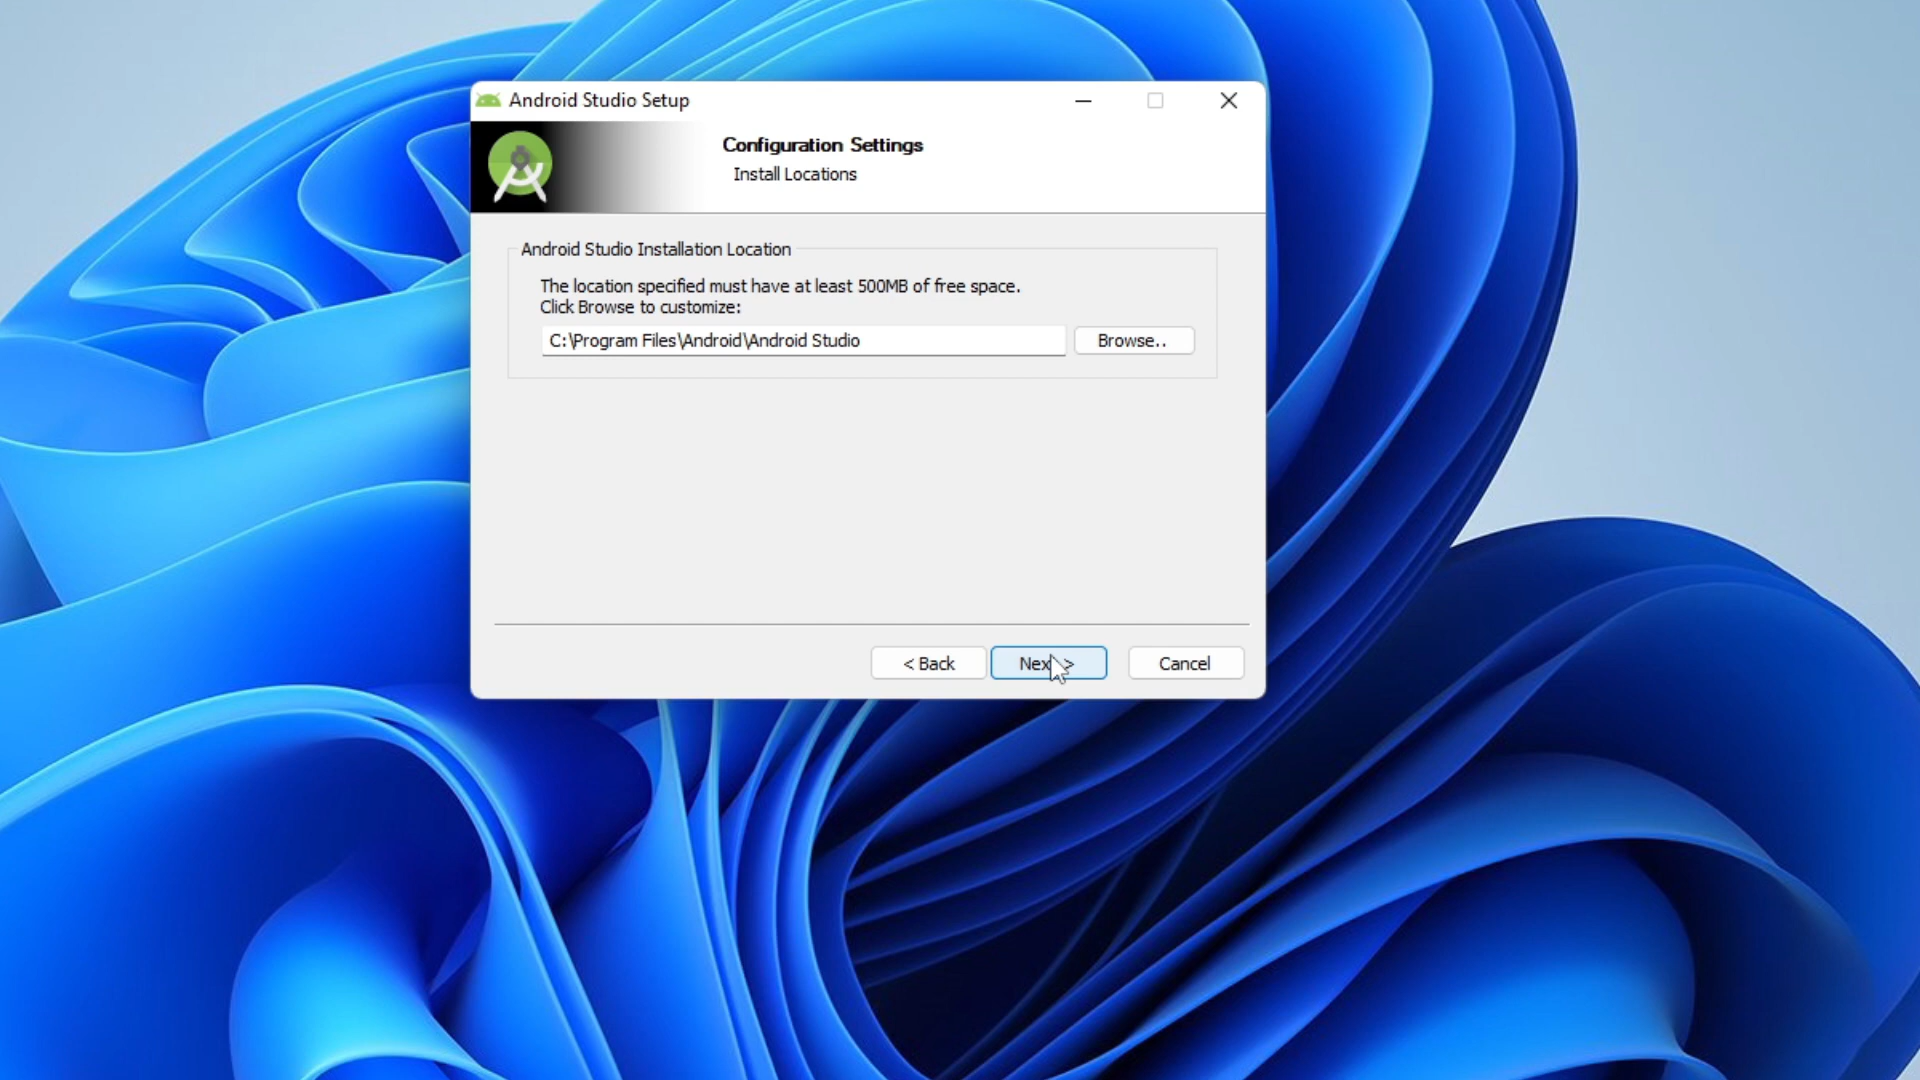 Android Studio Setup
Configuration Settings
Install Locations
Android Studio Installation Location
The location specified must have at least 500MB of free space.
Click Browse to customize:
C:\Program Files\Android\Android Studio
Browse..
< Back
Nex >
Cancel